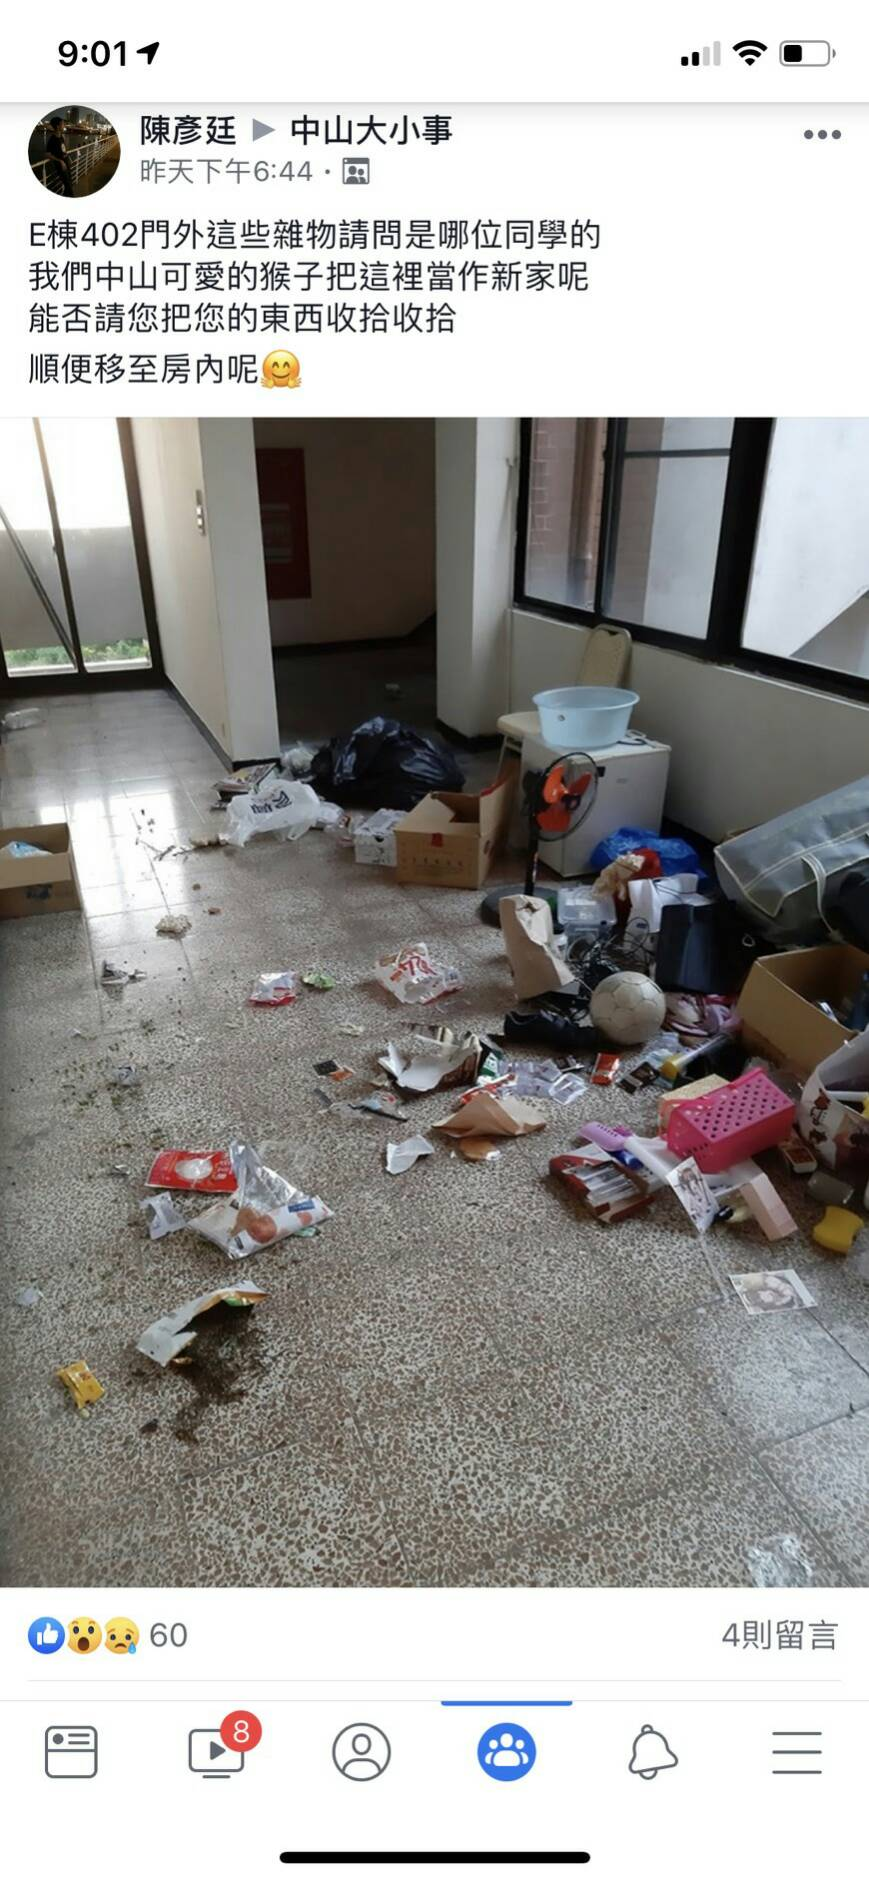 9:01
陳彥廷 ▶ 中山大小事
昨天下午6:44
E棟402門外這些雜物請問是哪位同學的
我們中山可愛的猴子把這裡當作新家呢
能否請您把您的東西收拾收拾
順便移至房內呢🤗
60
4則留言
8